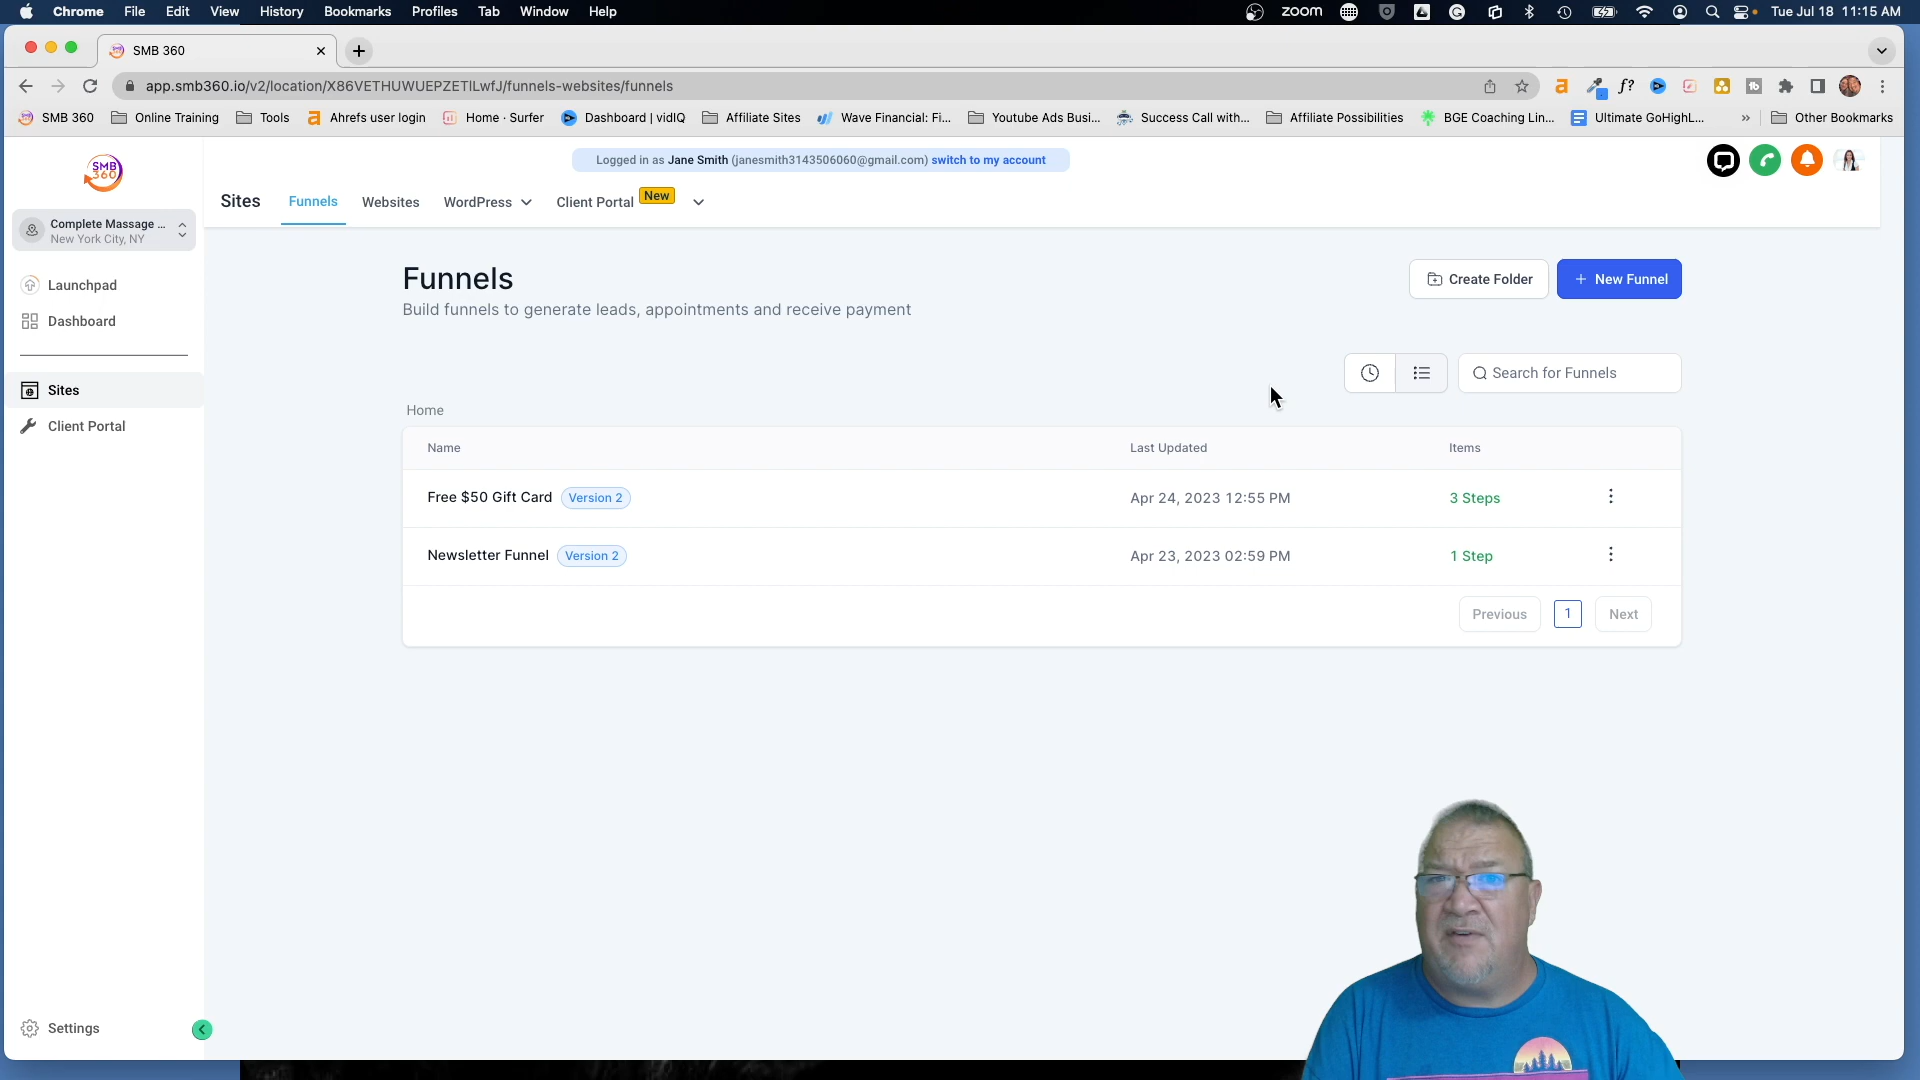 Chrome File Edit View History Bookmarks Profiles Tab Window Help zoom Tue Jul 18 11:15 AM
SMB 360
app.smb360.io/v2/location/X86VETHUWUEPZETlLwfJ/funnels-websites/funnels
SMB 360 Online Training Tools Ahrefs user login Home · Surfer Dashboard | vidIQ Affiliate Sites Wave Financial: Fi... Youtube Ads Busi... Success Call with... Affiliate Possibilities BGE Coaching Lin... Ultimate GoHighL... » Other Bookmarks
SMB 360
Logged in as Jane Smith (janesmith3143506060@gmail.com) switch to my account
Sites Funnels Websites WordPress Client Portal New
Complete Massage ...
New York City, NY
Launchpad
Dashboard
Sites
Client Portal
Settings
Funnels
Build funnels to generate leads, appointments and receive payment
Create Folder + New Funnel
Search for Funnels
Home
Name Last Updated Items
Free $50 Gift Card Version 2 Apr 24, 2023 12:55 PM 3 Steps
Newsletter Funnel Version 2 Apr 23, 2023 02:59 PM 1 Step
Previous 1 Next